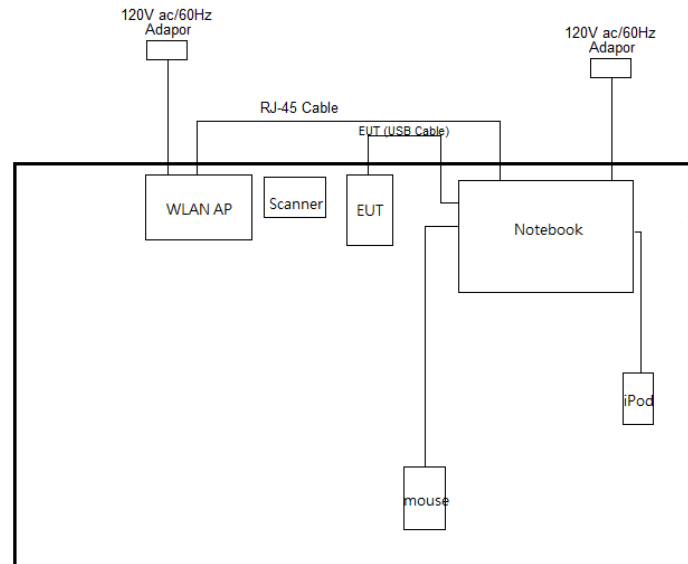 120V ac/60Hz
Adapor
120V ac/60Hz
Adapor
RJ-45 Cable
EUT (USB Cable)
WLAN AP
Scanner
EUT
Notebook
iPod
mouse